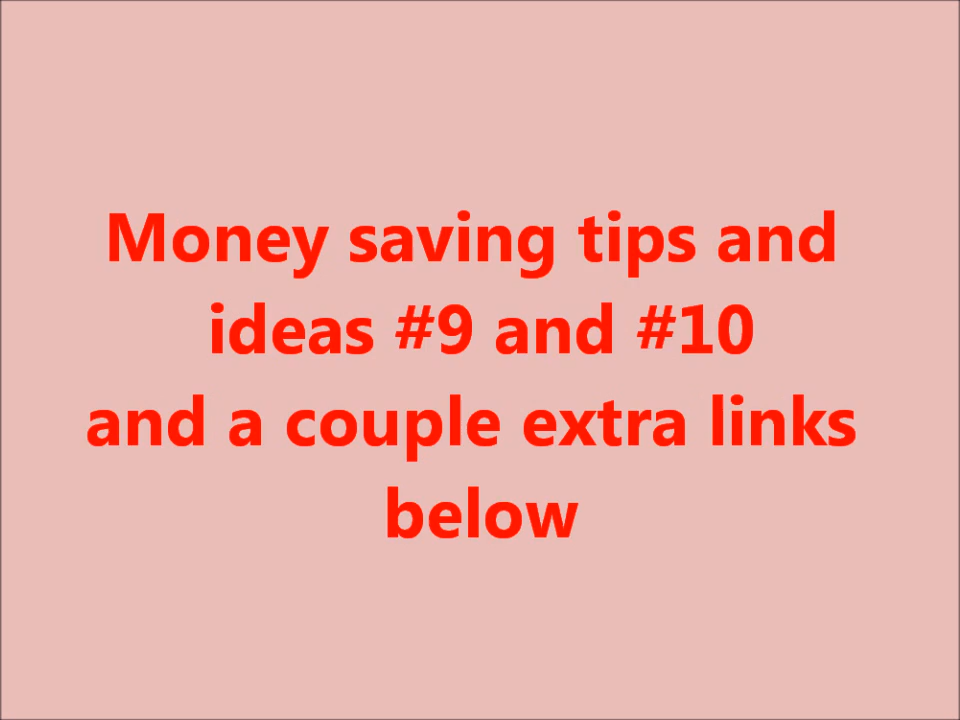 Money saving tips and
ideas #9 and #10
and a couple extra links
below